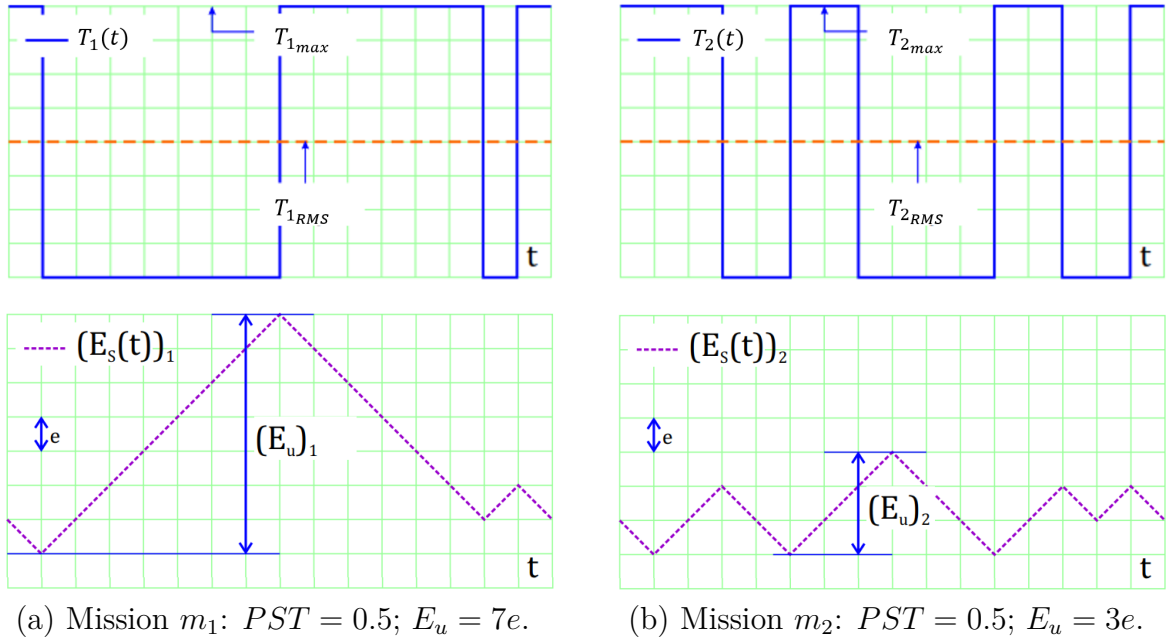 T₁(t)
T₁ₘₐₓ
T₁RMS
t
T₂(t)
T₂ₘₐₓ
T₂RMS
t
(Eₛ(t))₁
e
(Eᵤ)₁
t
(Eₛ(t))₂
e
(Eᵤ)₂
t
(a) Mission m₁: PST = 0.5; Eᵤ = 7e.
(b) Mission m₂: PST = 0.5; Eᵤ = 3e.